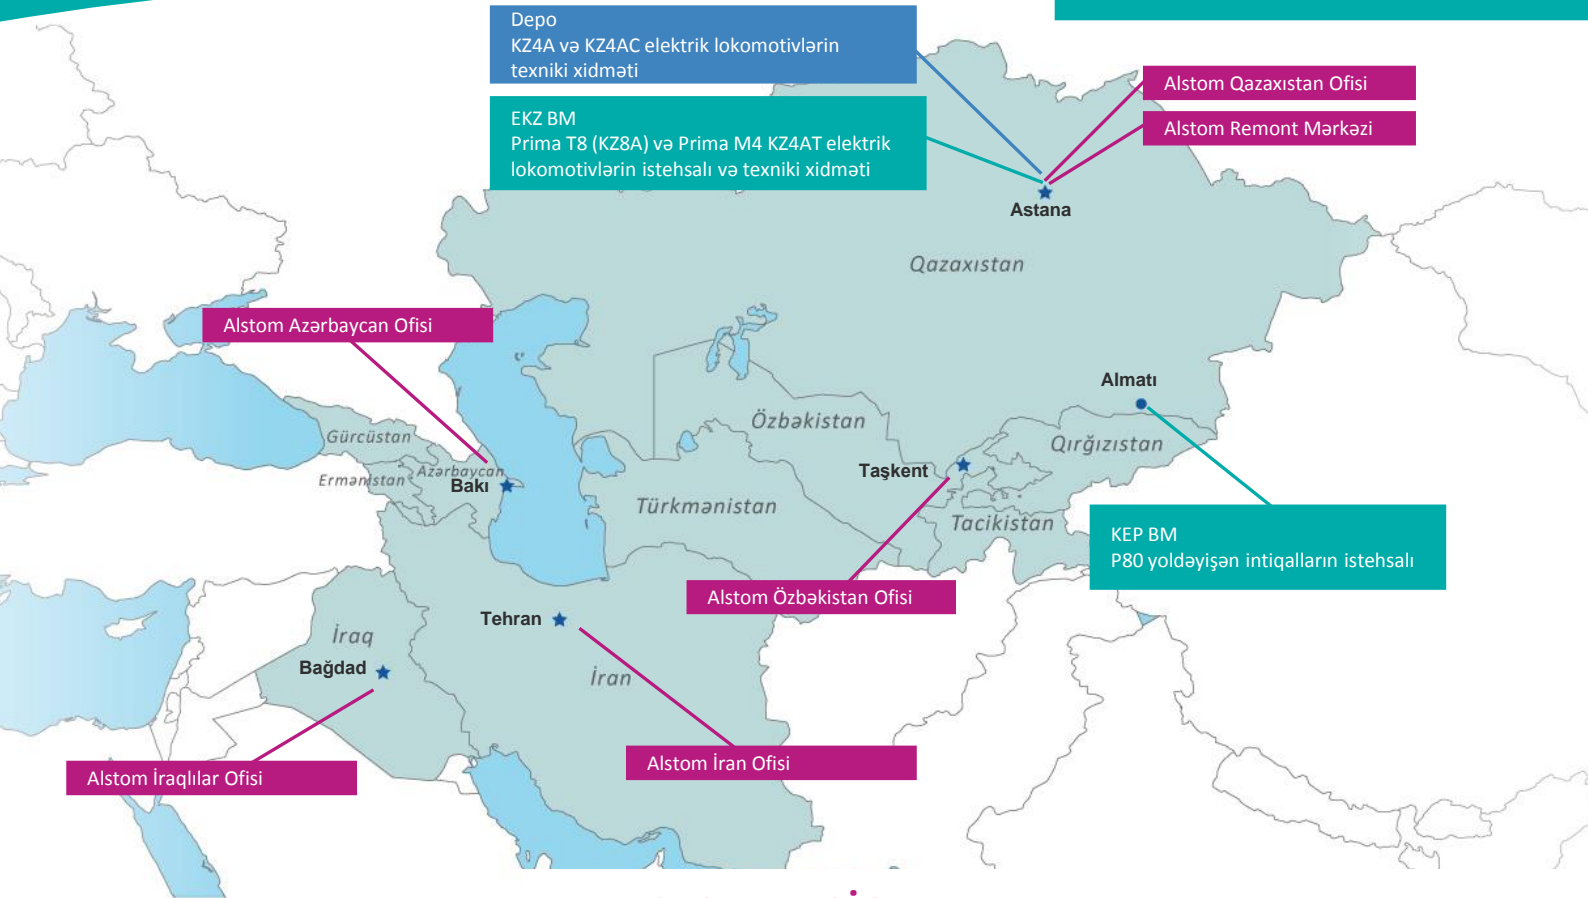 Depo
KZ4A və KZ4AC elektrik lokomotivlərin
texniki xidməti
EKZ BM
Prima T8 (KZ8A) və Prima M4 KZ4AT elektrik
lokomotivlərin istehsalı və texniki xidməti
Alstom Qazaxıstan Ofisi
Alstom Remont Mərkəzi
Astana
Qazaxıstan
Alstom Azərbaycan Ofisi
Almatı
Özbəkistan
Qırğızıstan
Gürcüstan
Azərbaycan
Ermənistan
Bakı
Taşkent
Türkmənistan
Tacikistan
KEP BM
P80 yoldəyişən intiqalların istehsalı
Alstom Özbəkistan Ofisi
Tehran
İraq
Bağdad
İran
Alstom İran Ofisi
Alstom İraqlılar Ofisi